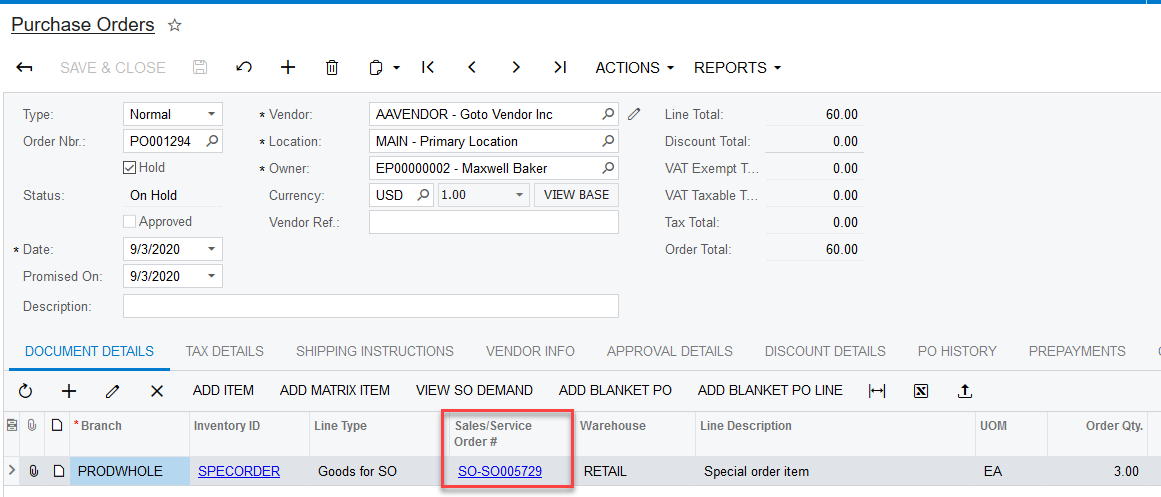 Purchase Orders
SAVE & CLOSE ACTIONS REPORTS
Type: Normal * Vendor: AAVENDOR - Goto Vendor Inc Line Total: 60.00
Order Nbr.: PO001294 * Location: MAIN - Primary Location Discount Total: 0.00
Hold * Owner: EP00000002 - Maxwell Baker VAT Exempt T... 0.00
Status: On Hold Currency: USD 1.00 VIEW BASE VAT Taxable T... 0.00
Approved Vendor Ref.: Tax Total: 0.00
* Date: 9/3/2020 Order Total: 60.00
Promised On: 9/3/2020
Description:
DOCUMENT DETAILS TAX DETAILS SHIPPING INSTRUCTIONS VENDOR INFO APPROVAL DETAILS DISCOUNT DETAILS PO HISTORY PREPAYMENTS
ADD ITEM ADD MATRIX ITEM VIEW SO DEMAND ADD BLANKET PO ADD BLANKET PO LINE
* Branch Inventory ID Line Type Sales/Service Warehouse Line Description UOM Order Qty.
Order #
PRODWHOLE SPECORDER Goods for SO SO-SO005729 RETAIL Special order item EA 3.00